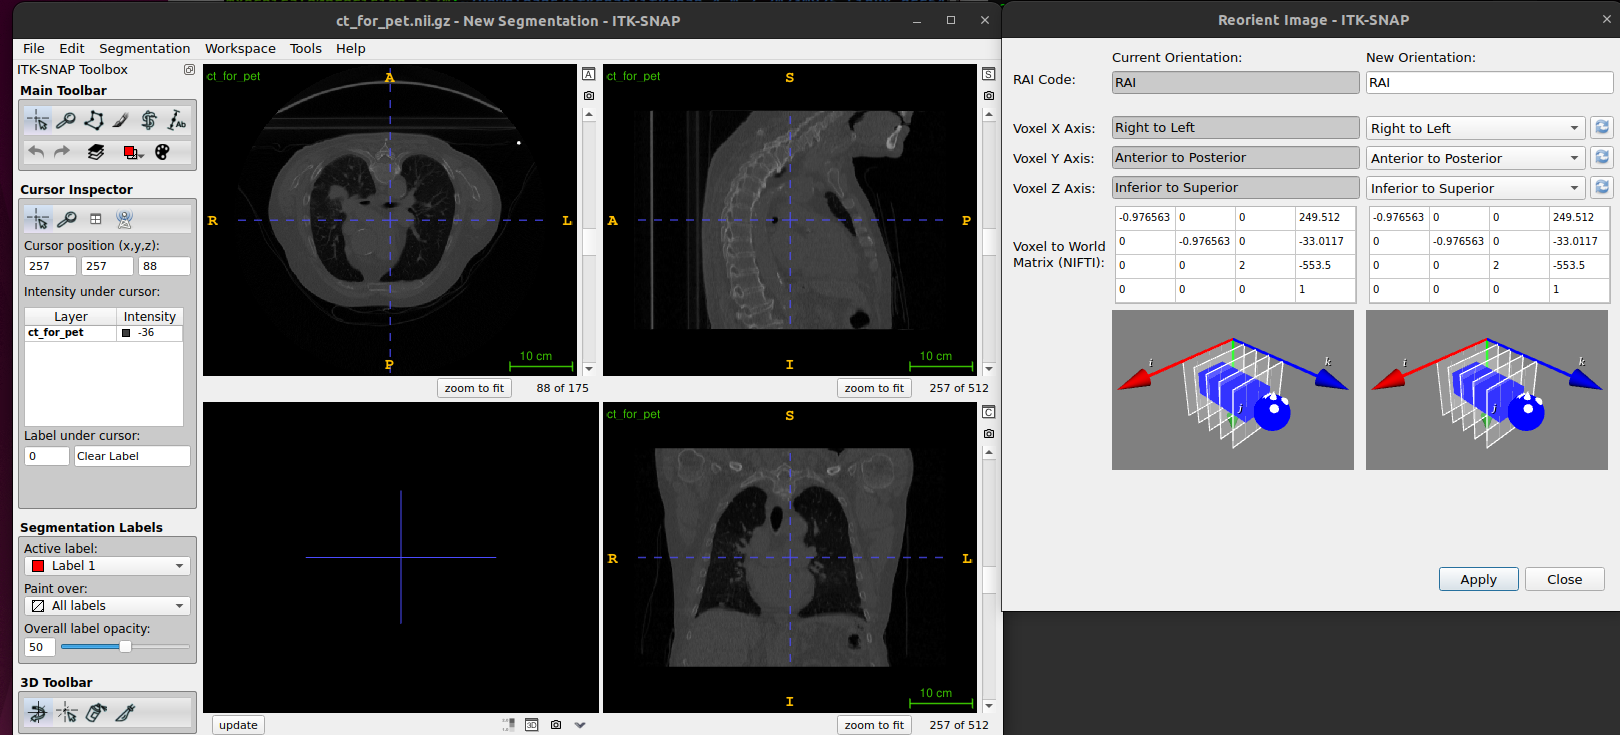 ct_for_pet.nii.gz - New Segmentation - ITK-SNAP
File Edit Segmentation Workspace Tools Help
ITK-SNAP Toolbox
Main Toolbar
Cursor Inspector
Cursor position (x,y,z):
257 257 88
Intensity under cursor:
Layer Intensity
ct_for_pet -36
Label under cursor:
0 Clear Label
Segmentation Labels
Active label:
Label 1
Paint over:
All labels
Overall label opacity:
50
3D Toolbar
ct_for_pet
A
R L
P
10 cm
A
zoom to fit 88 of 175
ct_for_pet
S
A P
I
10 cm
S
zoom to fit 257 of 512
update
3D
ct_for_pet
S
R L
I
10 cm
C
zoom to fit 257 of 512
Reorient Image - ITK-SNAP
Current Orientation: New Orientation:
RAI Code: RAI RAI
Voxel X Axis: Right to Left Right to Left
Voxel Y Axis: Anterior to Posterior Anterior to Posterior
Voxel Z Axis: Inferior to Superior Inferior to Superior
Voxel to World
Matrix (NIFTI):
-0.976563 0 0 249.512
0 -0.976563 0 -33.0117
0 0 2 -553.5
0 0 0 1
-0.976563 0 0 249.512
0 -0.976563 0 -33.0117
0 0 2 -553.5
0 0 0 1
i k
j
i k
j
Apply Close